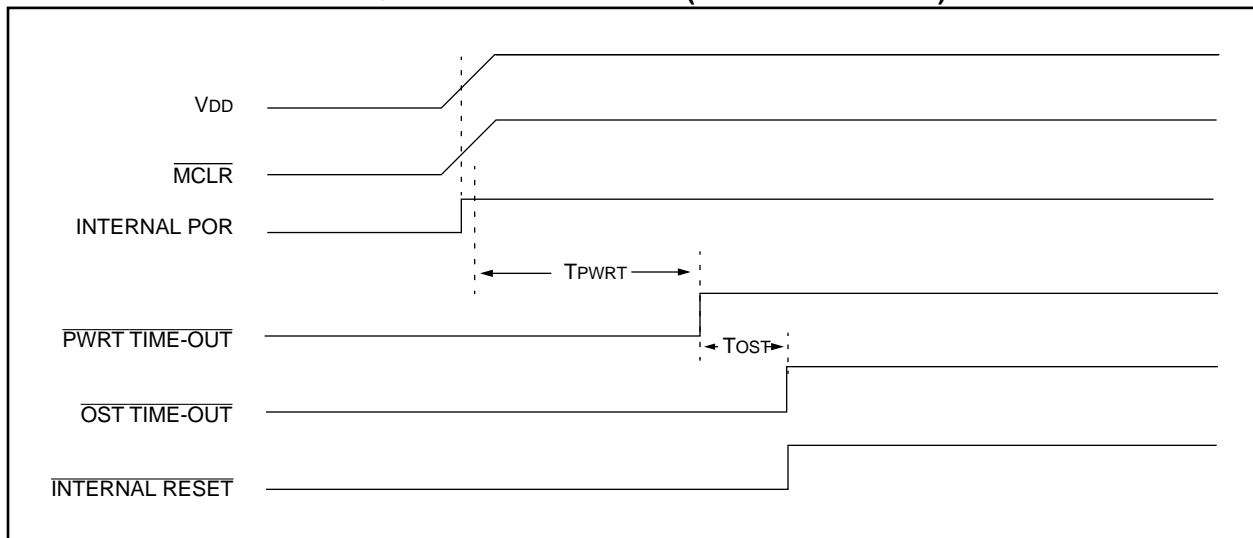 VDD
MCLR
INTERNAL POR
TPWRT
PWRT TIME-OUT
TOST
OST TIME-OUT
INTERNAL RESET